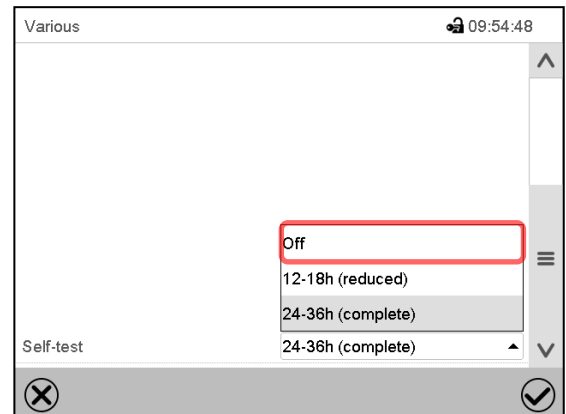 Various 09:54:48
Off
12-18h (reduced)
24-36h (complete)
Self-test 24-36h (complete)